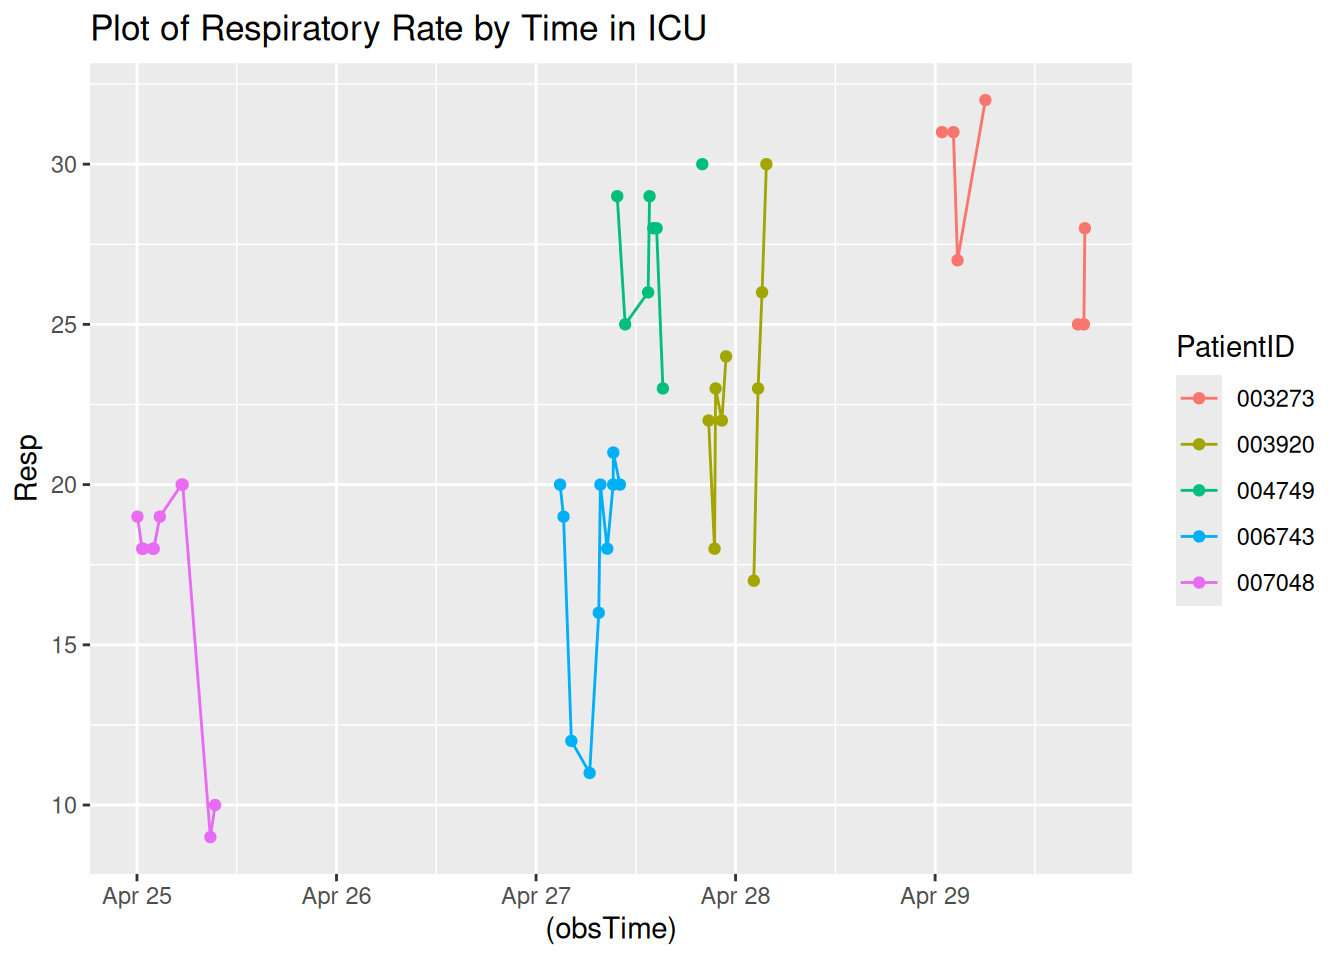 Plot of Respiratory Rate by Time in ICU
30
25
20
15
10
Resp
Apr 25
Apr 26
Apr 27
Apr 28
Apr 29
(obsTime)
PatientID
003273
003920
004749
006743
007048